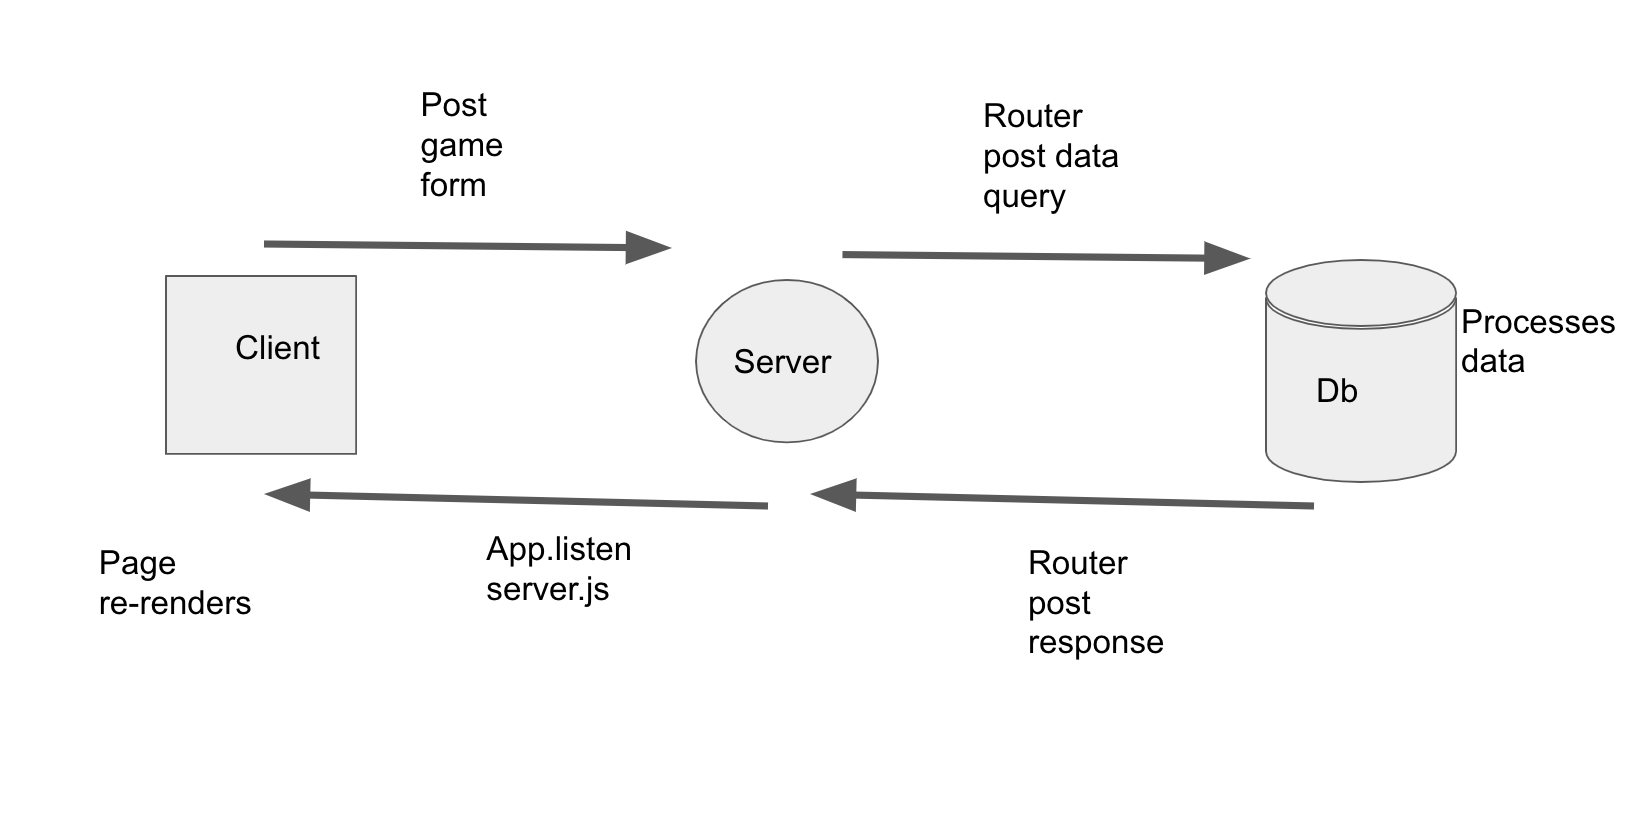 Post
game
form
Router
post data
query
Client
Server
Db
Processes
data
Page
re-renders
App.listen
server.js
Router
post
response